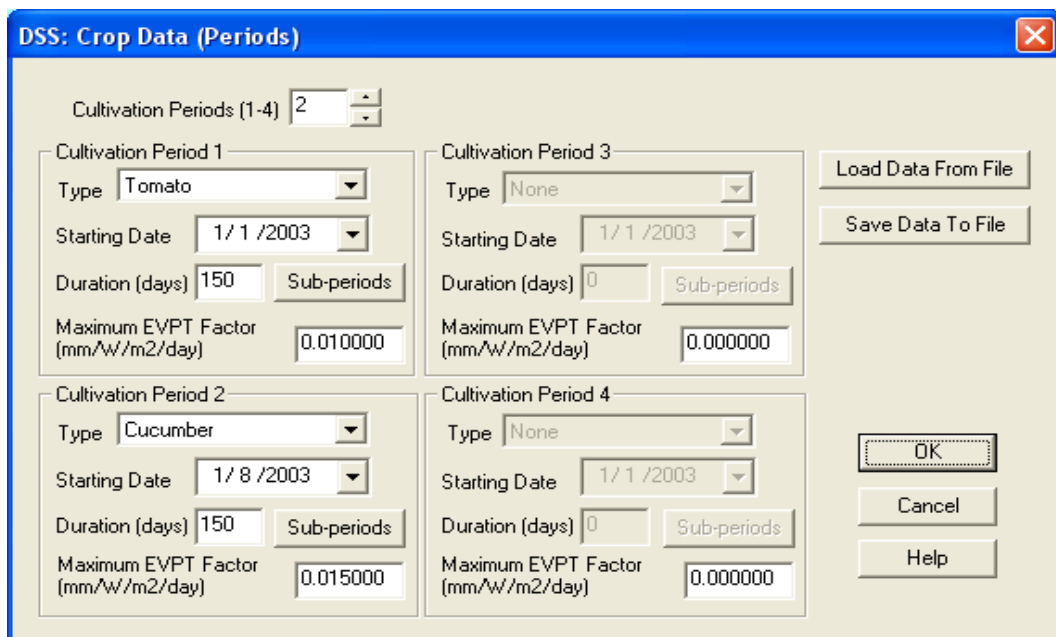 DSS: Crop Data (Periods)
Cultivation Periods (1-4) 2
Cultivation Period 1
Type Tomato
Starting Date 1/ 1 /2003
Duration (days) 150 Sub-periods
Maximum EVPT Factor
(mm/W/m2/day) 0.010000
Cultivation Period 3
Type None
Starting Date 1/ 1 /2003
Duration (days) 0 Sub-periods
Maximum EVPT Factor
(mm/W/m2/day) 0.000000
Load Data From File
Save Data To File
Cultivation Period 2
Type Cucumber
Starting Date 1/ 8 /2003
Duration (days) 150 Sub-periods
Maximum EVPT Factor
(mm/W/m2/day) 0.015000
Cultivation Period 4
Type None
Starting Date 1/ 1 /2003
Duration (days) 0 Sub-periods
Maximum EVPT Factor
(mm/W/m2/day) 0.000000
OK
Cancel
Help